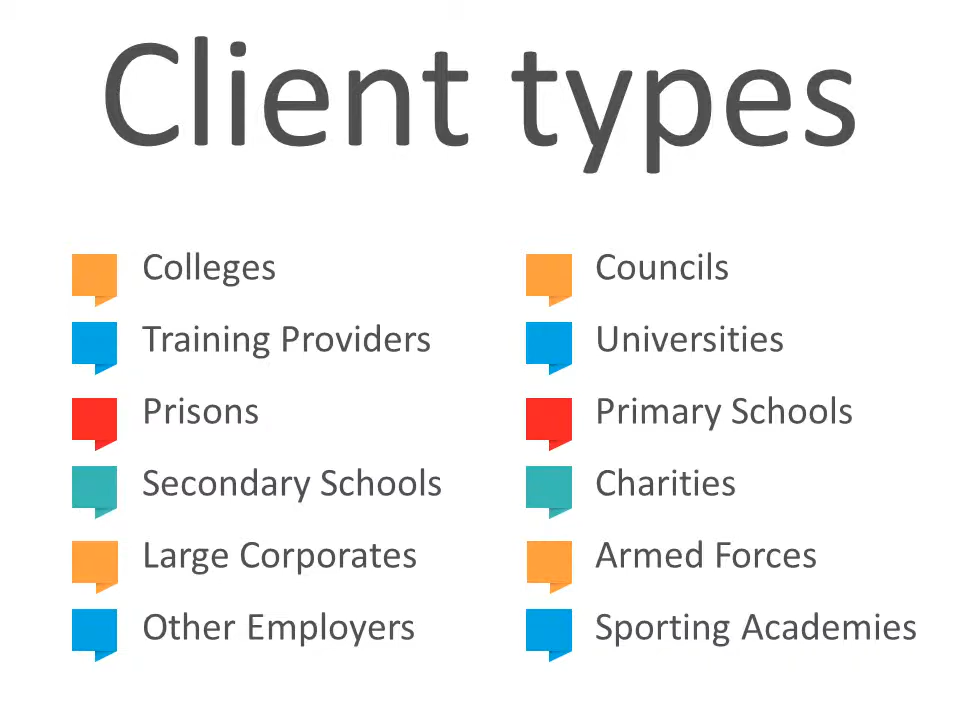 Client types
Colleges
Training Providers
Prisons
Secondary Schools
Large Corporates
Other Employers
Councils
Universities
Primary Schools
Charities
Armed Forces
Sporting Academies